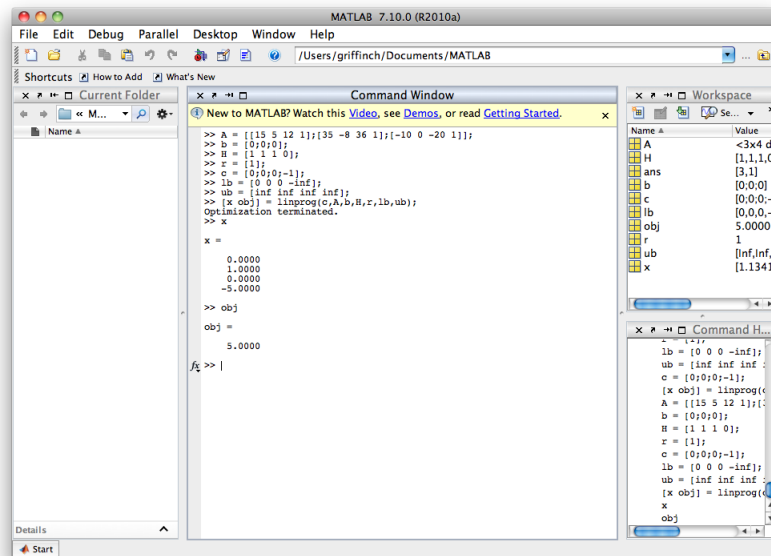 MATLAB 7.10.0 (R2010a)
File Edit Debug Parallel Desktop Window Help
/Users/griffinch/Documents/MATLAB
Shortcuts How to Add What's New
Current Folder
« M...
Name
Details
Command Window
New to MATLAB? Watch this Video, see Demos, or read Getting Started.
>> A = [[15 5 12 1];[35 -8 36 1];[-10 0 -20 1]];
>> b = [0;0;0];
>> H = [1 1 1 0];
>> r = [1];
>> c = [0;0;0;-1];
>> lb = [0 0 0 -inf];
>> ub = [inf inf inf inf];
>> [x obj] = linprog(c,A,b,H,r,lb,ub);
Optimization terminated.
>> x
x =
0.0000
1.0000
0.0000
-5.0000
>> obj
obj =
5.0000
fx >>
Workspace
Se...
Name Value
A <3x4 d
H [1,1,1,0
ans [3,1]
b [0;0;0]
c [0;0;0;-
lb [0,0,0,-
obj 5.0000
r 1
ub [Inf,Inf,
x [1.1341
Command H...
r = [1];
lb = [0 0 0 -inf];
ub = [inf inf inf
c = [0;0;0;-1];
[x obj] = linprog(c
A = [[15 5 12 1];[3
b = [0;0;0];
H = [1 1 1 0];
r = [1];
c = [0;0;0;-1];
lb = [0 0 0 -inf];
ub = [inf inf inf
[x obj] = linprog(c
x
obj
Start